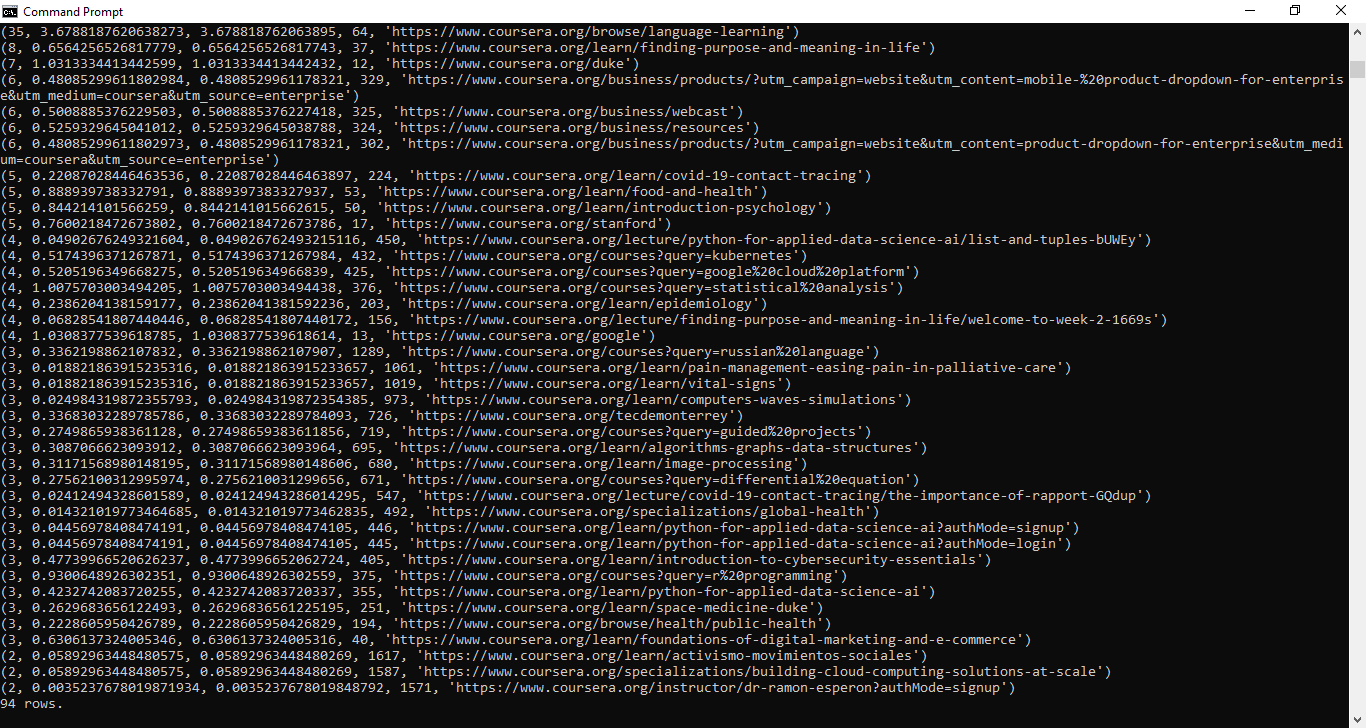 Command Prompt
(35, 3.6788187620638273, 3.678818762063895, 64, 'https://www.coursera.org/browse/language-learning')
(8, 0.6564256526817779, 0.6564256526817743, 37, 'https://www.coursera.org/learn/finding-purpose-and-meaning-in-life')
(7, 1.0313334413442599, 1.0313334413442432, 12, 'https://www.coursera.org/duke')
(6, 0.48085299611802984, 0.4808529961178321, 329, 'https://www.coursera.org/business/products/?utm_campaign=website&utm_content=mobile-%20product-dropdown-for-enterpris
e&utm_medium=coursera&utm_source=enterprise')
(6, 0.5008885376229503, 0.5008885376227418, 325, 'https://www.coursera.org/business/webcast')
(6, 0.5259329645041012, 0.5259329645038788, 324, 'https://www.coursera.org/business/resources')
(6, 0.48085299611802973, 0.4808529961178321, 302, 'https://www.coursera.org/business/products/?utm_campaign=website&utm_content=product-dropdown-for-enterprise&utm_medi
um=coursera&utm_source=enterprise')
(5, 0.22087028446463536, 0.22087028446463897, 224, 'https://www.coursera.org/learn/covid-19-contact-tracing')
(5, 0.888939738332791, 0.8889397383327937, 53, 'https://www.coursera.org/learn/food-and-health')
(5, 0.844214101566259, 0.8442141015662615, 50, 'https://www.coursera.org/learn/introduction-psychology')
(5, 0.7600218472673802, 0.7600218472673786, 17, 'https://www.coursera.org/stanford')
(4, 0.04902676249321604, 0.049026762493215116, 450, 'https://www.coursera.org/lecture/python-for-applied-data-science-ai/list-and-tuples-bUWEy')
(4, 0.5174396371267871, 0.517439637126​7984, 432, 'https://www.coursera.org/courses?query=kubernetes')
(4, 0.5205196349668275, 0.520519634966839, 425, 'https://www.coursera.org/courses?query=google%20cloud%20platform')
(4, 1.0075703003494205, 1.0075703003494438, 376, 'https://www.coursera.org/courses?query=statistical%20analysis')
(4, 0.2386204138159177, 0.23862041381592236, 203, 'https://www.coursera.org/learn/epidemiology')
(4, 0.06828541807440446, 0.06828541807440172, 156, 'https://www.coursera.org/lecture/finding-purpose-and-meaning-in-life/welcome-to-week-2-1669s')
(4, 1.0308377539618785, 1.0308377539618614, 13, 'https://www.coursera.org/google')
(3, 0.3362198862107832, 0.3362198862107907, 1289, 'https://www.coursera.org/courses?query=russian%20language')
(3, 0.018821863915235316, 0.018821863915233657, 1061, 'https://www.coursera.org/learn/pain-management-easing-pain-in-palliative-care')
(3, 0.018821863915235316, 0.018821863915233657, 1019, 'https://www.coursera.org/learn/vital-signs')
(3, 0.024984319872355793, 0.024984319872354385, 973, 'https://www.coursera.org/learn/computers-waves-simulations')
(3, 0.33683032289785786, 0.33683032289784093, 726, 'https://www.coursera.org/tecdemonterrey')
(3, 0.2749865938361128, 0.27498659383611856, 719, 'https://www.coursera.org/courses?query=guided%20projects')
(3, 0.3087066623093912, 0.3087066623093964, 695, 'https://www.coursera.org/learn/algorithms-graphs-data-structures')
(3, 0.31171568980148195, 0.31171568980148606, 680, 'https://www.coursera.org/learn/image-processing')
(3, 0.27562100312995974, 0.2756210031299656, 671, 'https://www.coursera.org/courses?query=differential%20equation')
(3, 0.02412494328601589, 0.024124943286014295, 547, 'https://www.coursera.org/lecture/covid-19-contact-tracing/the-importance-of-rapport-GQdup')
(3, 0.014321019773464685, 0.014321019773462835, 492, 'https://www.coursera.org/specializations/global-health')
(3, 0.04456978408474191, 0.04456978408474105, 446, 'https://www.coursera.org/learn/python-for-applied-data-science-ai?authMode=signup')
(3, 0.04456978408474191, 0.04456978408474105, 445, 'https://www.coursera.org/learn/python-for-applied-data-science-ai?authMode=login')
(3, 0.47739966520626237, 0.4773996652062724, 405, 'https://www.coursera.org/learn/introduction-to-cybersecurity-essentials')
(3, 0.9300648926302351, 0.9300648926302559, 375, 'https://www.coursera.org/courses?query=r%20programming')
(3, 0.4232742083720255, 0.4232742083720337, 355, 'https://www.coursera.org/learn/python-for-applied-data-science-ai')
(3, 0.2629683656122493, 0.26296836561225195, 251, 'https://www.coursera.org/learn/space-medicine-duke')
(3, 0.2228605950426789, 0.2228605950426829, 194, 'https://www.coursera.org/browse/health/public-health')
(3, 0.6306137324005346, 0.6306137324005316, 40, 'https://www.coursera.org/learn/foundations-of-digital-marketing-and-e-commerce')
(2, 0.05892963448480575, 0.05892963448480269, 1617, 'https://www.coursera.org/learn/activismo-movimientos-sociales')
(2, 0.05892963448480575, 0.05892963448480269, 1587, 'https://www.coursera.org/specializations/building-cloud-computing-solutions-at-scale')
(2, 0.0035237678019871934, 0.0035237678019848792, 1571, 'https://www.coursera.org/instructor/dr-ramon-esperon?authMode=signup')
94 rows.